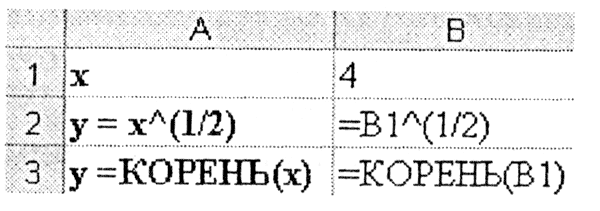 A B
1 x 4
2 y = x^(1/2) =B1^(1/2)
3 y =КОРЕНЬ(x) =КОРЕНЬ(B1)